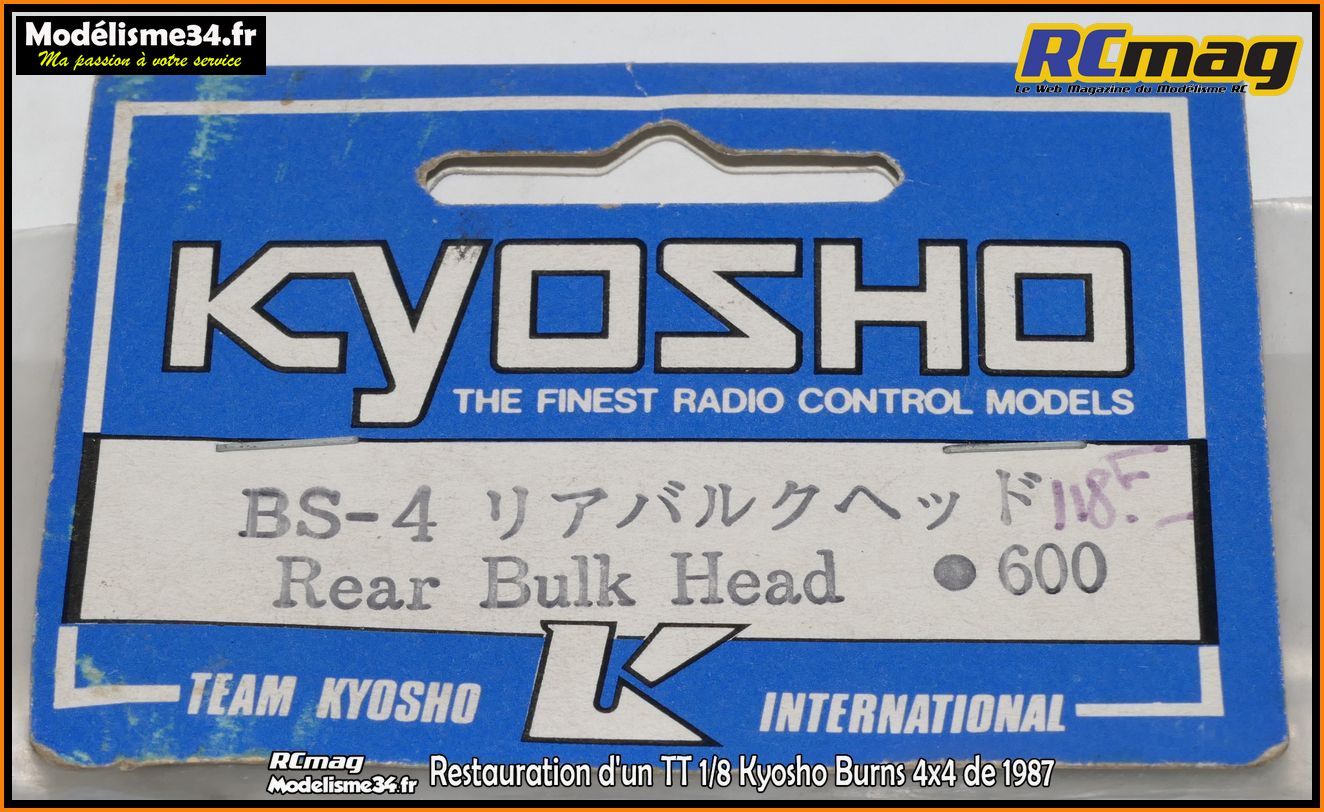 Modélisme34.fr
Ma passion à votre service
RCmag
Le Web Magazine du Modélisme RC
KYOSHO
THE FINEST RADIO CONTROL MODELS
BS-4 リアバルクヘッド 118F
Rear Bulk Head ●600
K
TEAM KYOSHO INTERNATIONAL
RCmag
Modelisme34.fr
Restauration d'un TT 1/8 Kyosho Burns 4x4 de 1987